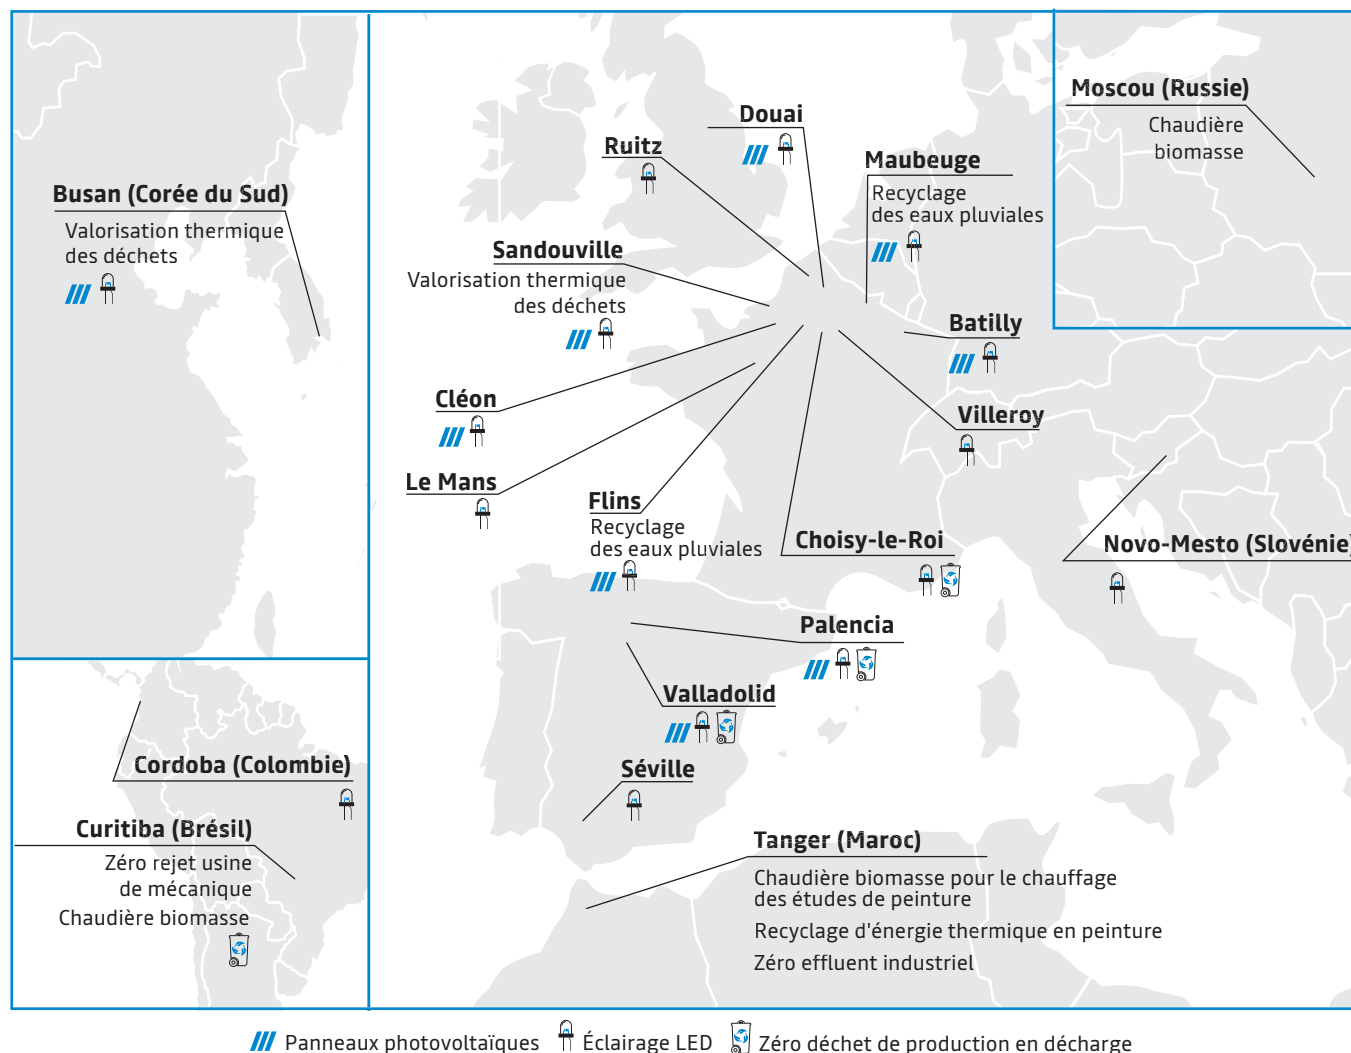 Busan (Corée du Sud)
Valorisation thermique
des déchets
Cordoba (Colombie)
Curitiba (Brésil)
Zéro rejet usine
de mécanique
Chaudière biomasse
Douai
Ruitz
Maubeuge
Recyclage
des eaux pluviales
Sandouville
Valorisation thermique
des déchets
Batilly
Cléon
Villeroy
Le Mans
Flins
Recyclage
des eaux pluviales
Choisy-le-Roi
Novo-Mesto (Slovénie)
Palencia
Valladolid
Séville
Tanger (Maroc)
Chaudière biomasse pour le chauffage
des études de peinture
Recyclage d'énergie thermique en peinture
Zéro effluent industriel
Moscou (Russie)
Chaudière
biomasse
Panneaux photovoltaïques Éclairage LED Zéro déchet de production en décharge